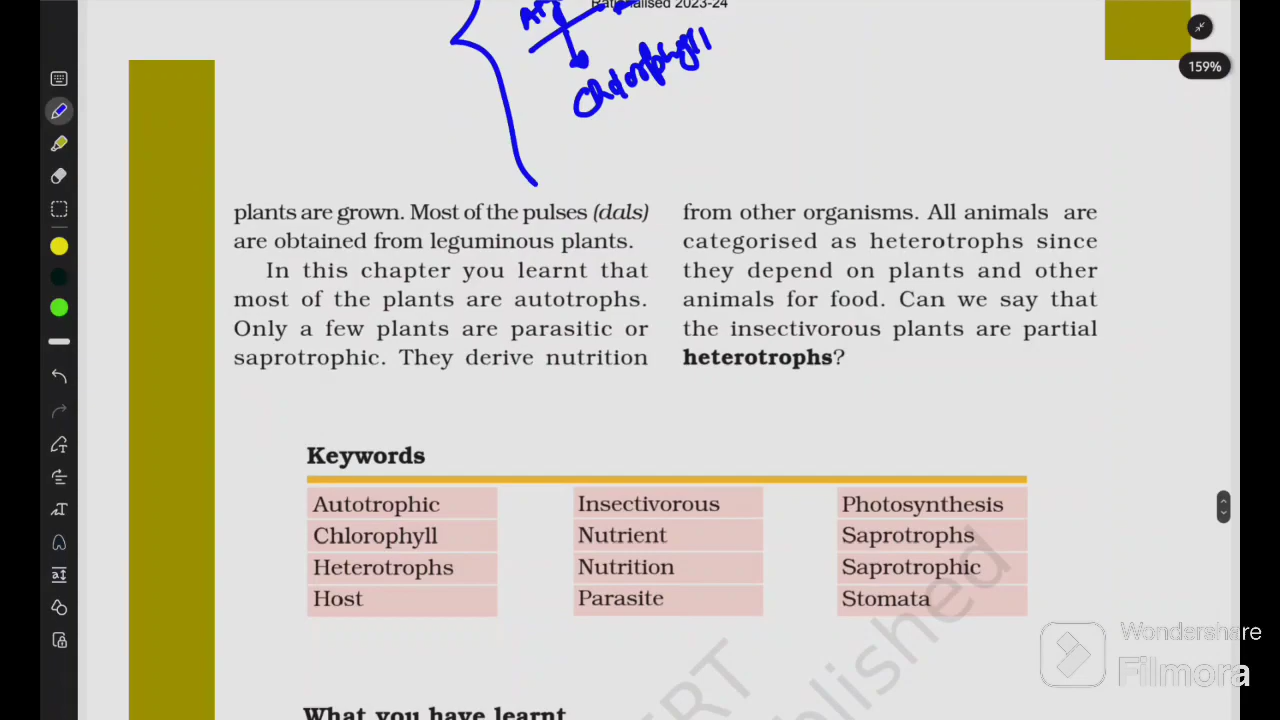 Rationalised 2023-24
Chlorophyll
159%
plants are grown. Most of the pulses (dals)
are obtained from leguminous plants.
In this chapter you learnt that
most of the plants are autotrophs.
Only a few plants are parasitic or
saprotrophic. They derive nutrition
from other organisms. All animals are
categorised as heterotrophs since
they depend on plants and other
animals for food. Can we say that
the insectivorous plants are partial
heterotrophs?
Keywords
Autotrophic
Chlorophyll
Heterotrophs
Host
Insectivorous
Nutrient
Nutrition
Parasite
Photosynthesis
Saprotrophs
Saprotrophic
Stomata
Wondershare
Filmora
What you have learnt